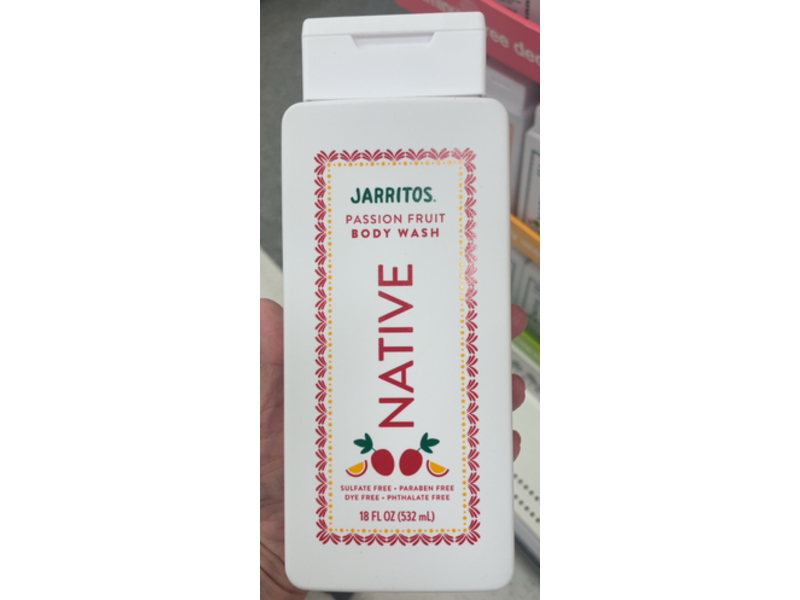 JARRITOS.
PASSION FRUIT
BODY WASH
NATIVE
SULFATE FREE • PARABEN FREE
DYE FREE • PHTHALATE FREE
18 FL OZ (532 mL)